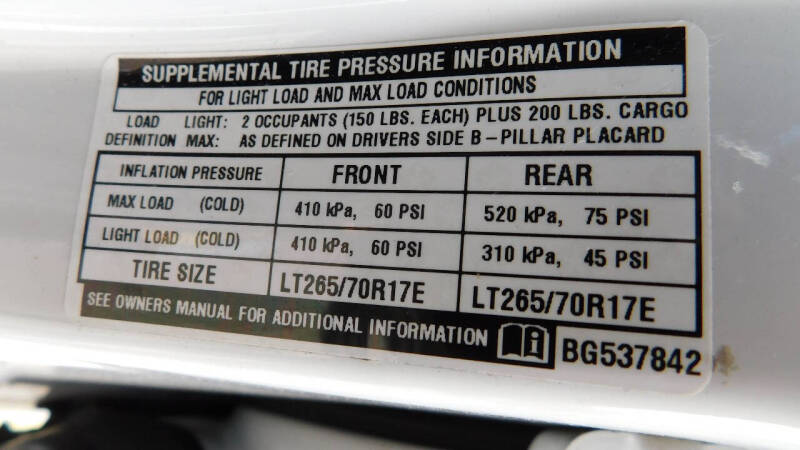 SUPPLEMENTAL TIRE PRESSURE INFORMATION
FOR LIGHT LOAD AND MAX LOAD CONDITIONS
LOAD LIGHT: 2 OCCUPANTS (150 LBS. EACH) PLUS 200 LBS. CARGO
DEFINITION MAX: AS DEFINED ON DRIVERS SIDE B-PILLAR PLACARD
INFLATION PRESSURE FRONT REAR
MAX LOAD (COLD) 410 kPa, 60 PSI 520 kPa, 75 PSI
LIGHT LOAD (COLD) 410 kPa, 60 PSI 310 kPa, 45 PSI
TIRE SIZE LT265/70R17E LT265/70R17E
SEE OWNERS MANUAL FOR ADDITIONAL INFORMATION BG537842